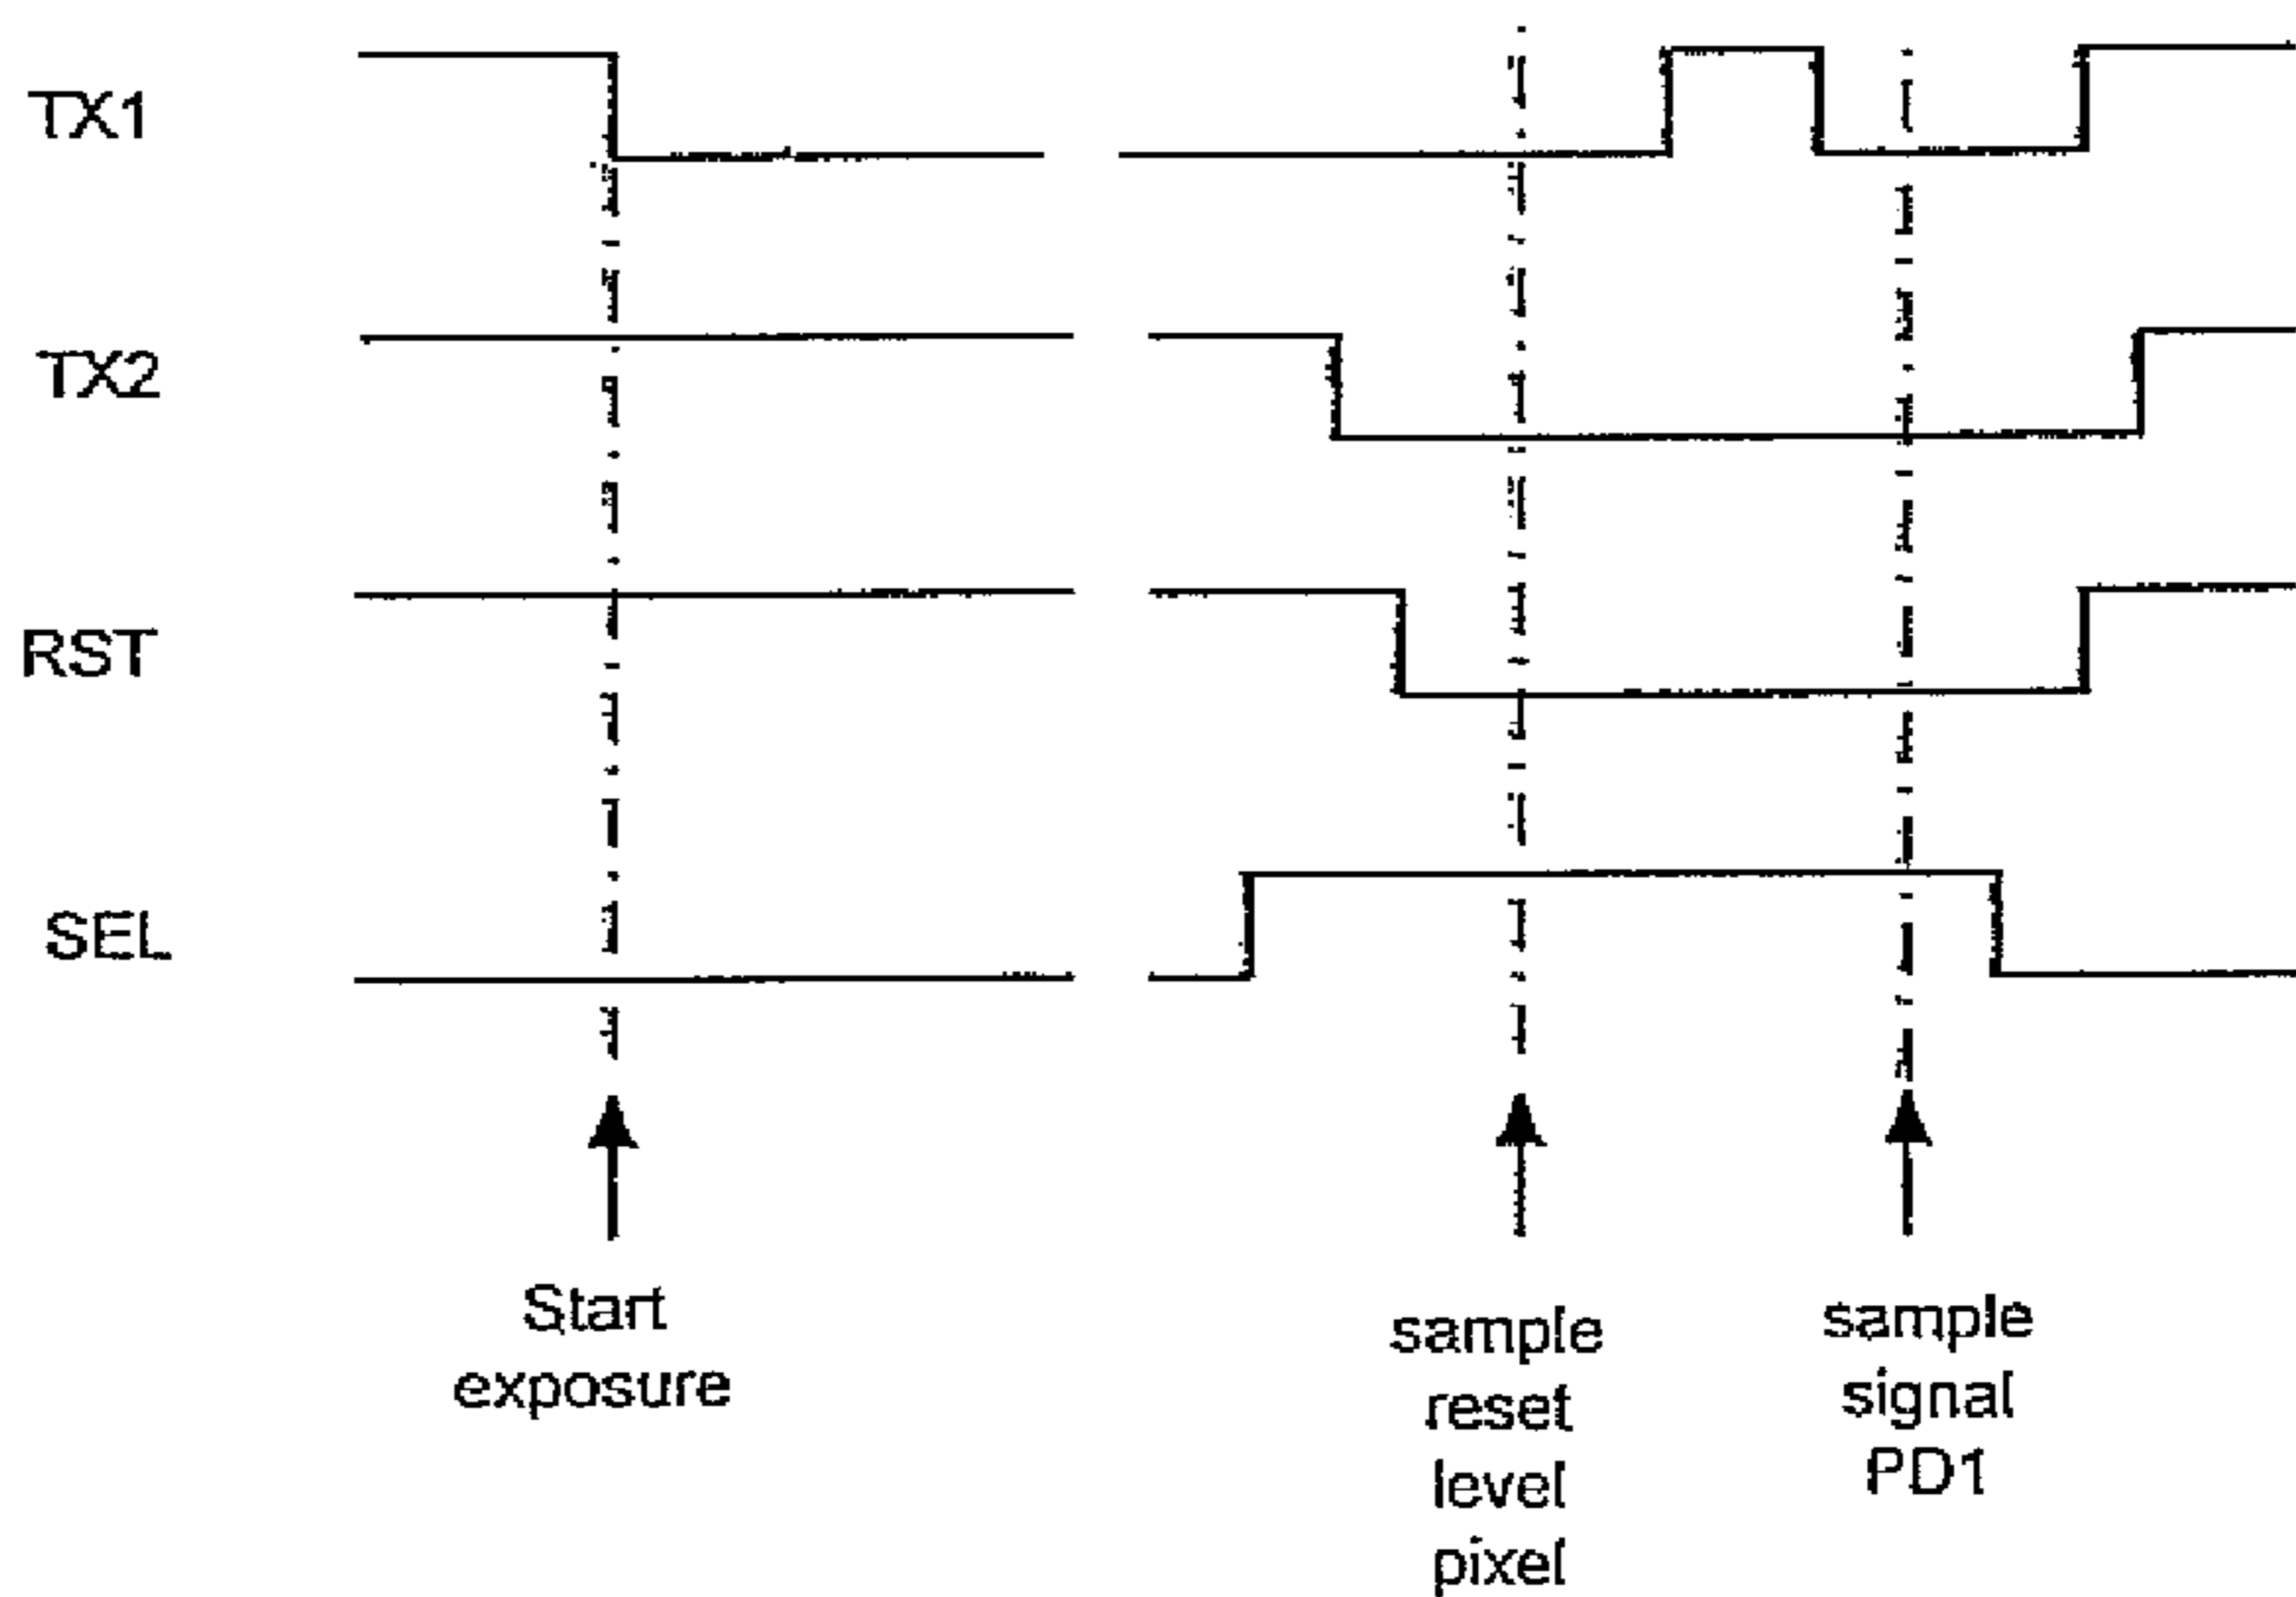 TX1
TX2
RST
SEL
Start
exposure
sample
reset
level
pixel
sample
signal
PD1